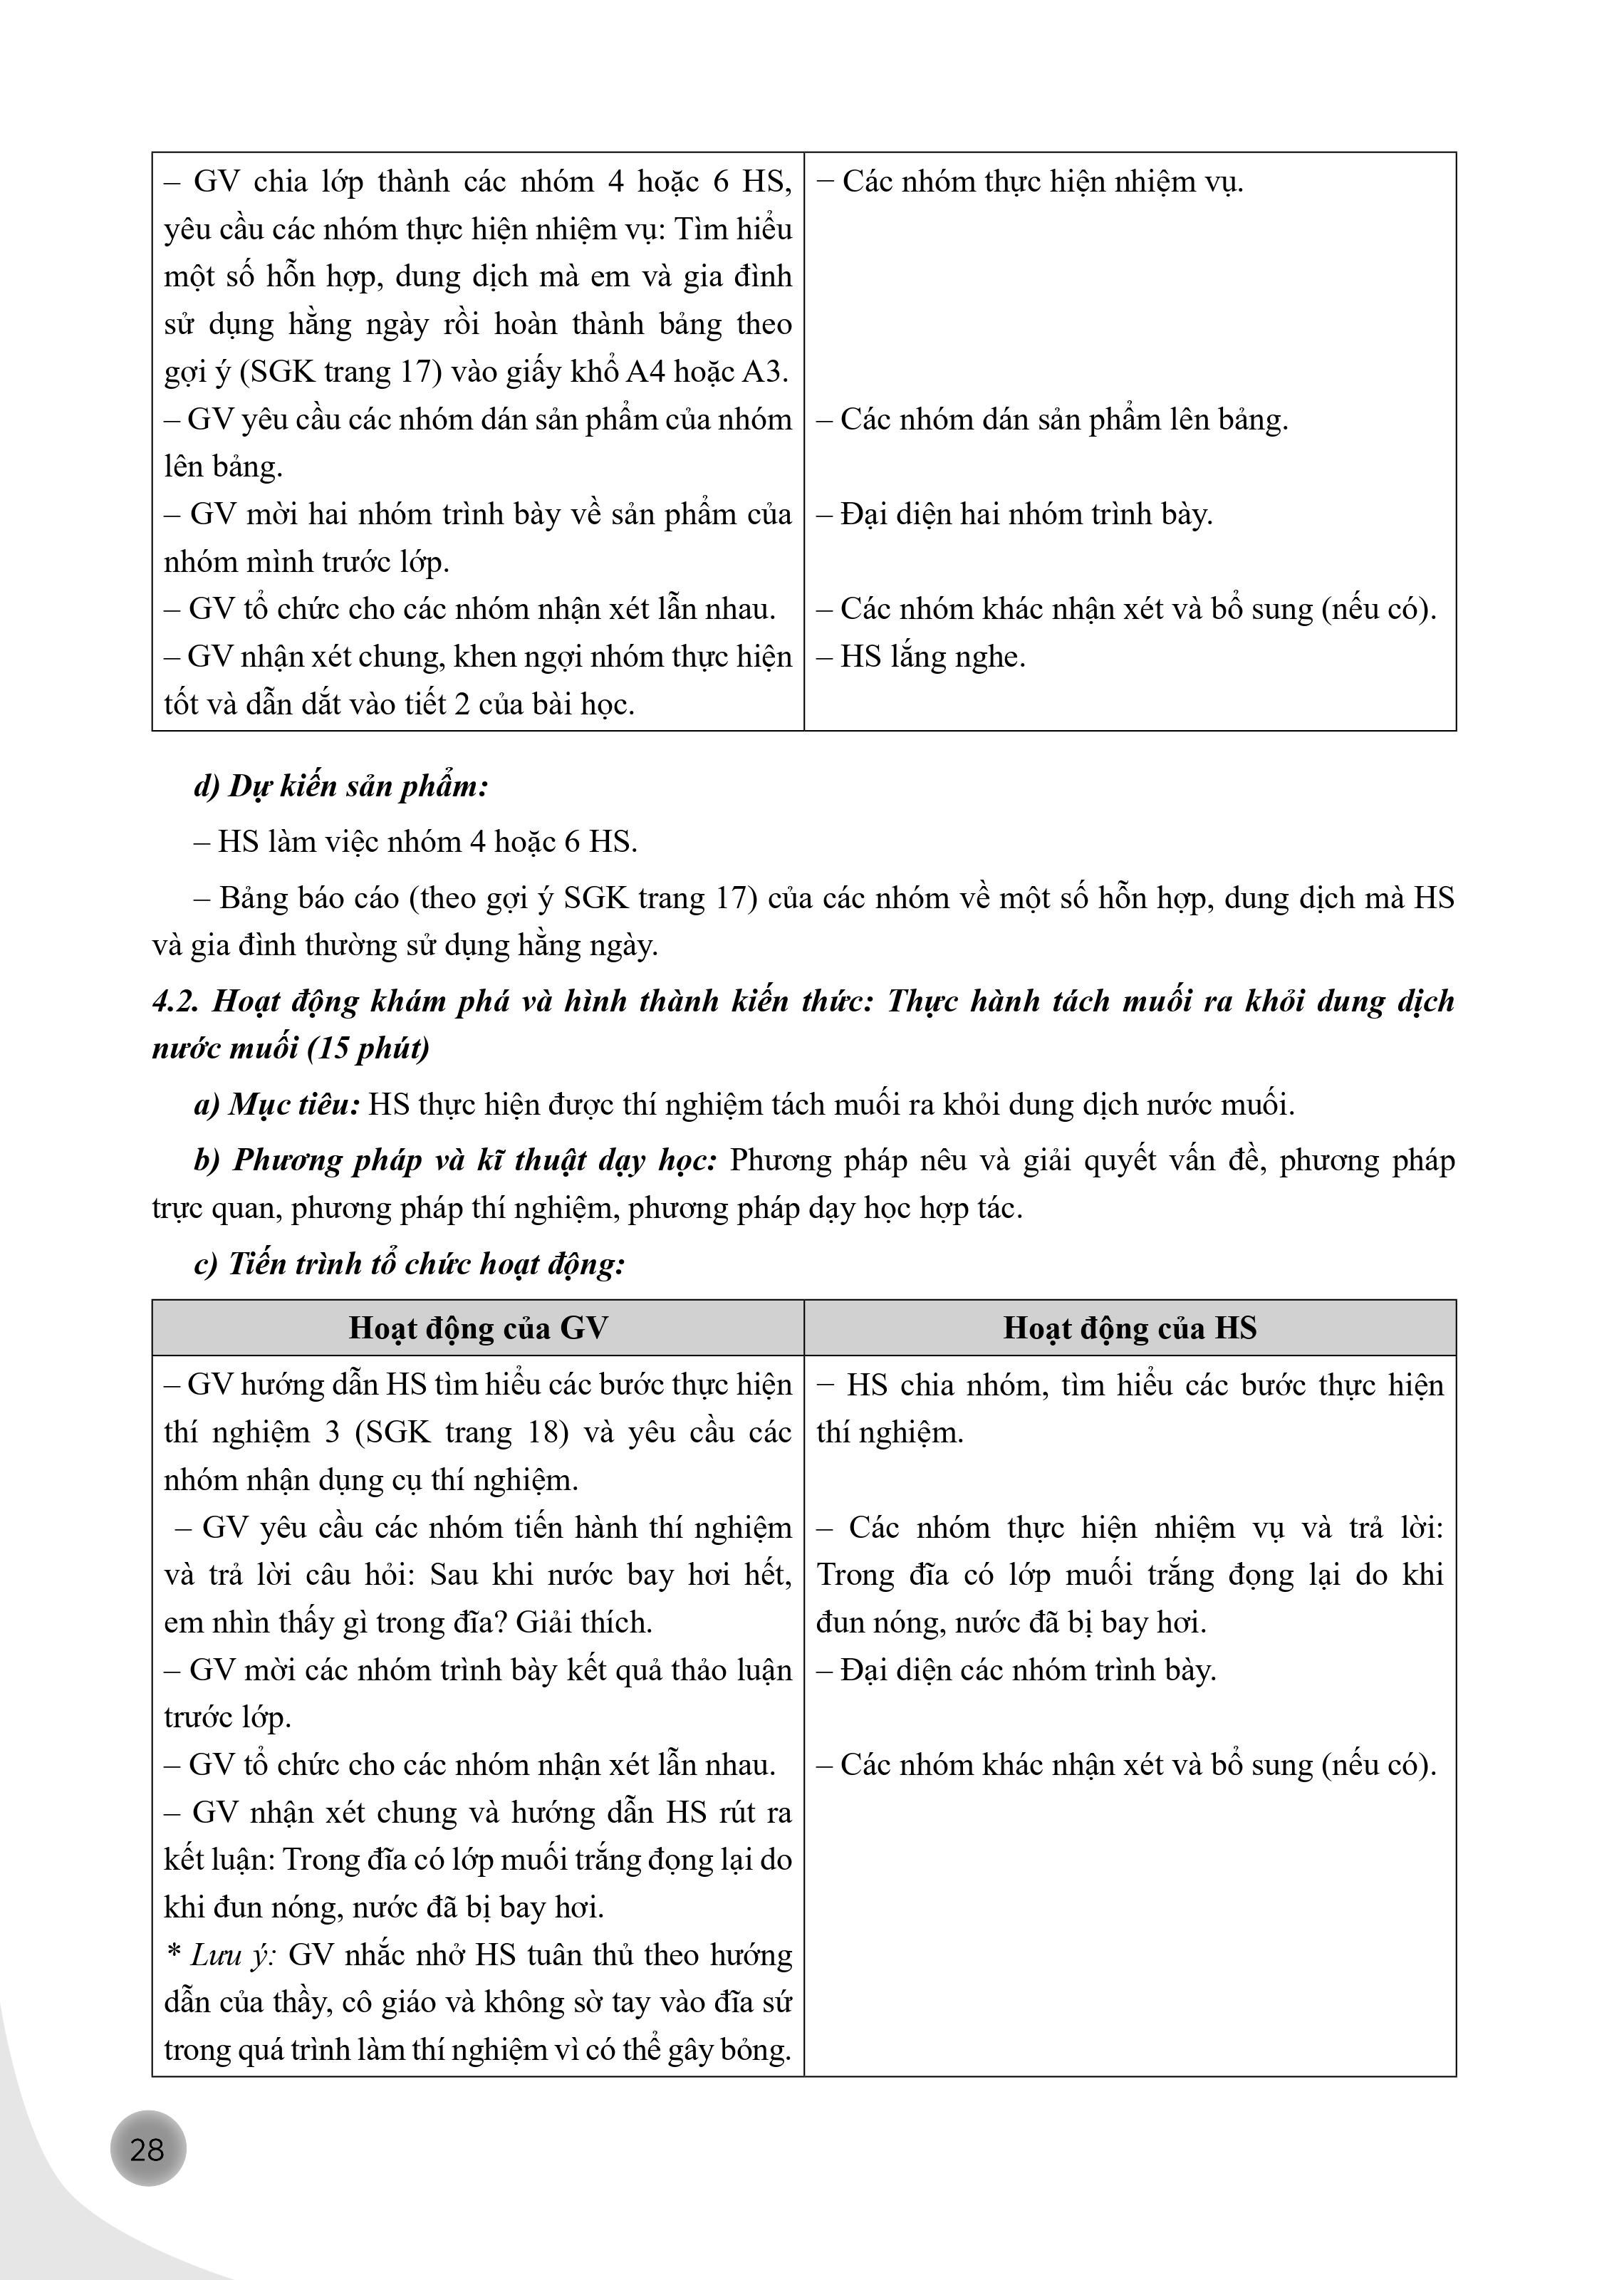 – GV chia lớp thành các nhóm 4 hoặc 6 HS,
yêu cầu các nhóm thực hiện nhiệm vụ: Tìm hiểu
một số hỗn hợp, dung dịch mà em và gia đình
sử dụng hằng ngày rồi hoàn thành bảng theo
gợi ý (SGK trang 17) vào giấy khổ A4 hoặc A3.
– GV yêu cầu các nhóm dán sản phẩm của nhóm
lên bảng.
– GV mời hai nhóm trình bày về sản phẩm của
nhóm mình trước lớp.
– GV tổ chức cho các nhóm nhận xét lẫn nhau.
– GV nhận xét chung, khen ngợi nhóm thực hiện
tốt và dẫn dắt vào tiết 2 của bài học.
– Các nhóm thực hiện nhiệm vụ.
– Các nhóm dán sản phẩm lên bảng.
– Đại diện hai nhóm trình bày.
– Các nhóm khác nhận xét và bổ sung (nếu có).
– HS lắng nghe.
d) Dự kiến sản phẩm:
– HS làm việc nhóm 4 hoặc 6 HS.
– Bảng báo cáo (theo gợi ý SGK trang 17) của các nhóm về một số hỗn hợp, dung dịch mà HS
và gia đình thường sử dụng hằng ngày.
4.2. Hoạt động khám phá và hình thành kiến thức: Thực hành tách muối ra khỏi dung dịch
nước muối (15 phút)
a) Mục tiêu: HS thực hiện được thí nghiệm tách muối ra khỏi dung dịch nước muối.
b) Phương pháp và kĩ thuật dạy học: Phương pháp nêu và giải quyết vấn đề, phương pháp
trực quan, phương pháp thí nghiệm, phương pháp dạy học hợp tác.
c) Tiến trình tổ chức hoạt động:
Hoạt động của GV
Hoạt động của HS
– GV hướng dẫn HS tìm hiểu các bước thực hiện
thí nghiệm 3 (SGK trang 18) và yêu cầu các
nhóm nhận dụng cụ thí nghiệm.
– GV yêu cầu các nhóm tiến hành thí nghiệm
và trả lời câu hỏi: Sau khi nước bay hơi hết,
em nhìn thấy gì trong đĩa? Giải thích.
– GV mời các nhóm trình bày kết quả thảo luận
trước lớp.
– GV tổ chức cho các nhóm nhận xét lẫn nhau.
– GV nhận xét chung và hướng dẫn HS rút ra
kết luận: Trong đĩa có lớp muối trắng đọng lại do
khi đun nóng, nước đã bị bay hơi.
* Lưu ý: GV nhắc nhở HS tuân thủ theo hướng
dẫn của thầy, cô giáo và không sờ tay vào đĩa sứ
trong quá trình làm thí nghiệm vì có thể gây bỏng.
– HS chia nhóm, tìm hiểu các bước thực hiện
thí nghiệm.
– Các nhóm thực hiện nhiệm vụ và trả lời:
Trong đĩa có lớp muối trắng đọng lại do khi
đun nóng, nước đã bị bay hơi.
– Đại diện các nhóm trình bày.
– Các nhóm khác nhận xét và bổ sung (nếu có).
28